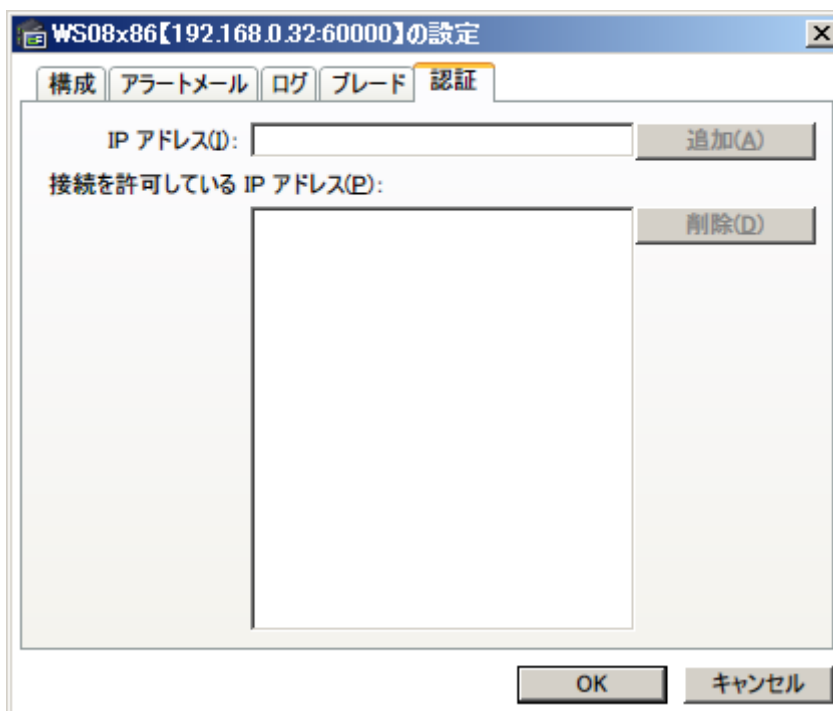 WS08x86【192.168.0.32:60000】の設定
構成 アラートメール ログ ブレード 認証
IP アドレス(I): 追加(A)
接続を許可している IP アドレス(P):
削除(D)
OK キャンセル